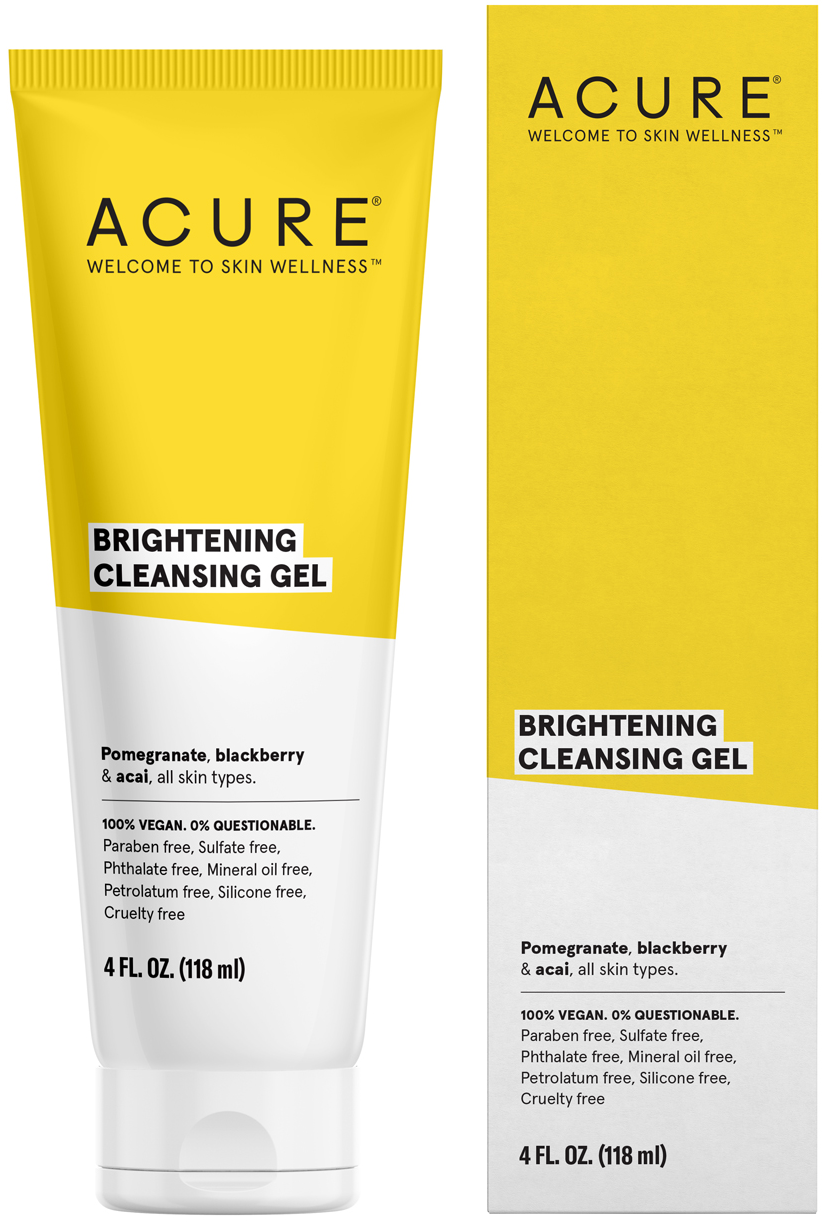 ACURE®
WELCOME TO SKIN WELLNESS™
BRIGHTENING
CLEANSING GEL
Pomegranate, blackberry
& acai, all skin types.
100% VEGAN. 0% QUESTIONABLE.
Paraben free, Sulfate free,
Phthalate free, Mineral oil free,
Petrolatum free, Silicone free,
Cruelty free
4 FL. OZ. (118 ml)
ACURE®
WELCOME TO SKIN WELLNESS™
BRIGHTENING
CLEANSING GEL
Pomegranate, blackberry
& acai, all skin types.
100% VEGAN. 0% QUESTIONABLE.
Paraben free, Sulfate free,
Phthalate free, Mineral oil free,
Petrolatum free, Silicone free,
Cruelty free
4 FL. OZ. (118 ml)